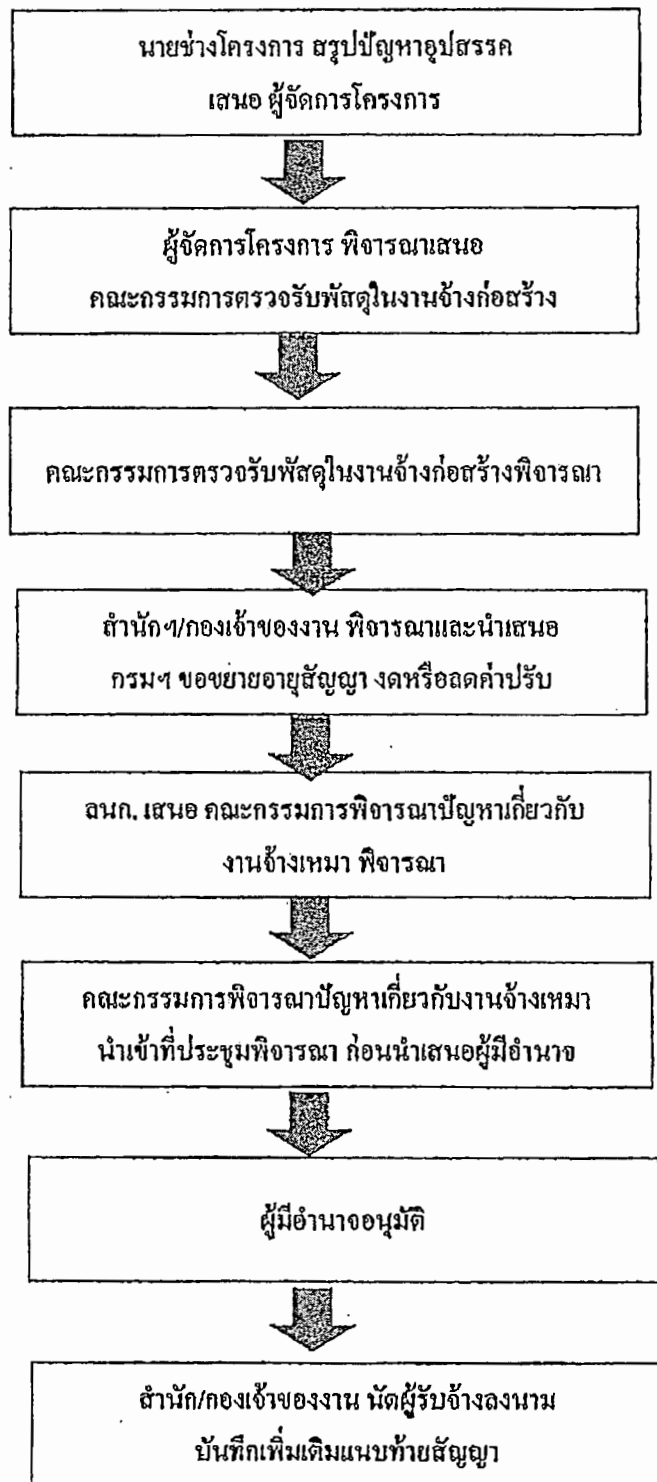 นายช่างโครงการ สรุปปัญหาอุปสรรค
เสนอ ผู้จัดการโครงการ
ผู้จัดการโครงการ พิจารณาเสนอ
คณะกรรมการตรวจรับพัสดุในงานจ้างก่อสร้าง
คณะกรรมการตรวจรับพัสดุในงานจ้างก่อสร้างพิจารณา
สำนักฯ/กองเจ้าของงาน พิจารณาและนำเสนอ
กรมฯ ขอขยายอายุสัญญา งดหรือลดค่าปรับ
ลนก. เสนอ คณะกรรมการพิจารณาปัญหาเกี่ยวกับ
งานจ้างเหมา พิจารณา
คณะกรรมการพิจารณาปัญหาเกี่ยวกับงานจ้างเหมา
นำเข้าที่ประชุมพิจารณา ก่อนนำเสนอผู้มีอำนาจ
ผู้มีอำนาจอนุมัติ
สำนัก/กองเจ้าของงาน นัดผู้รับจ้างลงนาม
บันทึกเพิ่มเติมแนบท้ายสัญญา